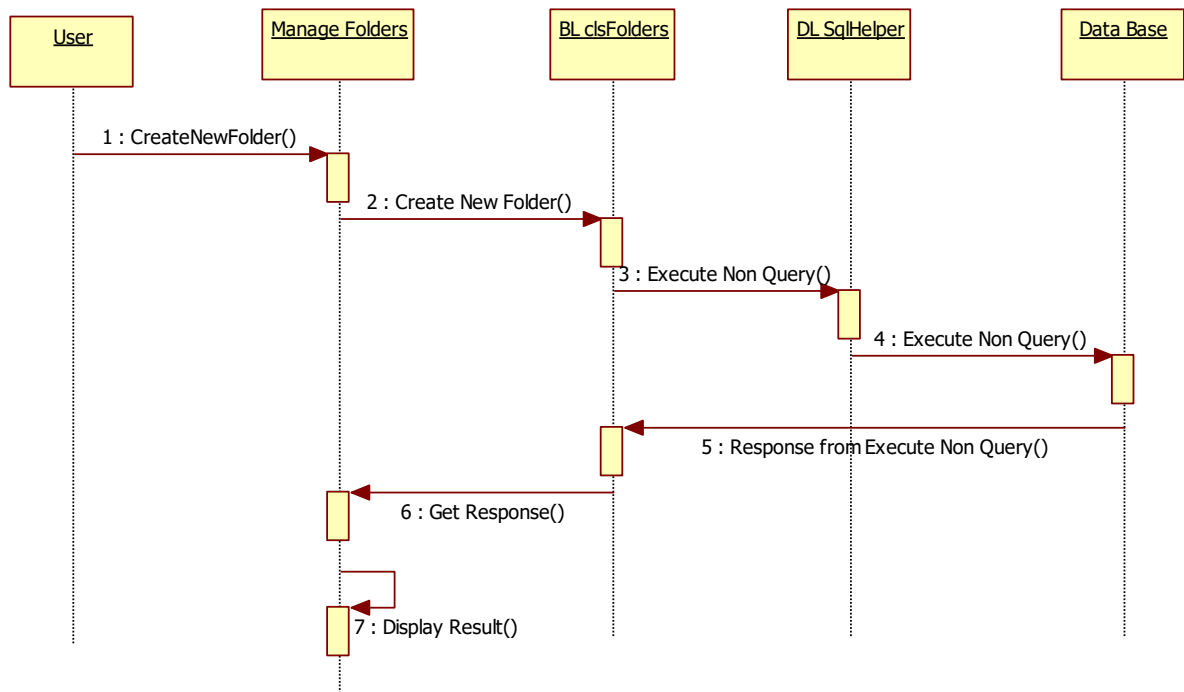 User
Manage Folders
BL clsFolders
DL SqlHelper
Data Base
1 : CreateNewFolder()
2 : Create New Folder()
3 : Execute Non Query()
4 : Execute Non Query()
5 : Response from Execute Non Query()
6 : Get Response()
7 : Display Result()